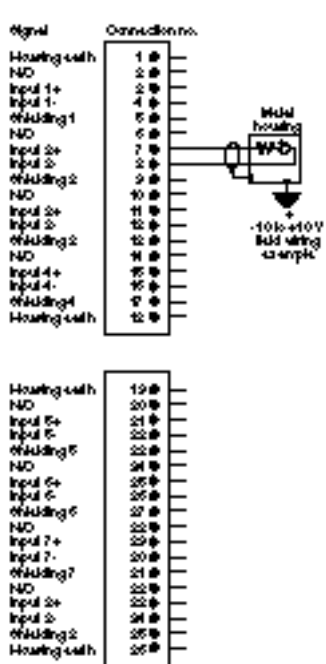 Signal Connection no.
Housing earth 1
N/C 2
Input 1+ 3
Input 1- 4
Shielding 1 5
N/C 6
Input 2+ 7
Input 2- 8
Shielding 2 9
N/C 10
Input 3+ 11
Input 3- 12
Shielding 3 13
N/C 14
Input 4+ 15
Input 4- 16
Shielding 4 17
Housing earth 18
Metal
housing
+
-10 to +10 V
field wiring
example
Housing earth 19
N/C 20
Input 5+ 21
Input 5- 22
Shielding 5 23
N/C 24
Input 6+ 25
Input 6- 26
Shielding 6 27
N/C 28
Input 7+ 29
Input 7- 30
Shielding 7 31
N/C 32
Input 8+ 33
Input 8- 34
Shielding 8 35
Housing earth 36